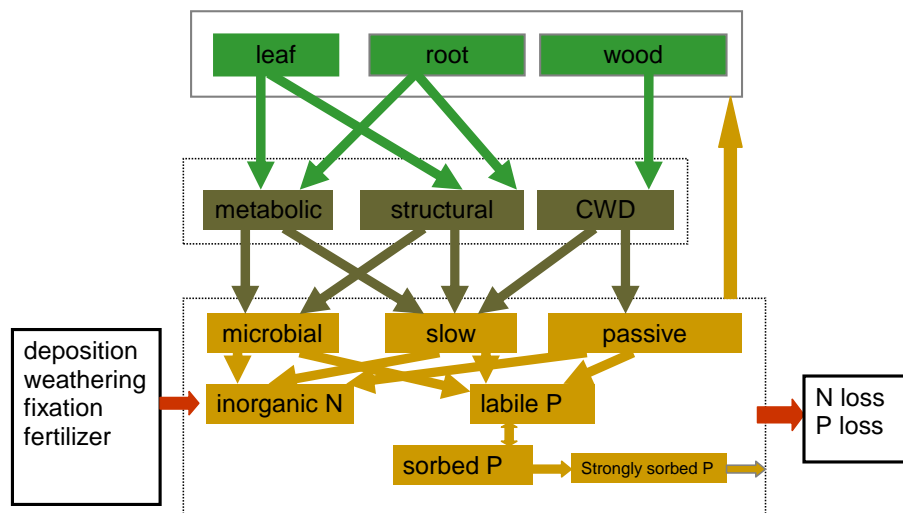 leaf
root
wood
metabolic
structural
CWD
microbial
slow
passive
deposition
weathering
fixation
fertilizer
inorganic N
labile P
N loss
P loss
sorbed P
Strongly sorbed P